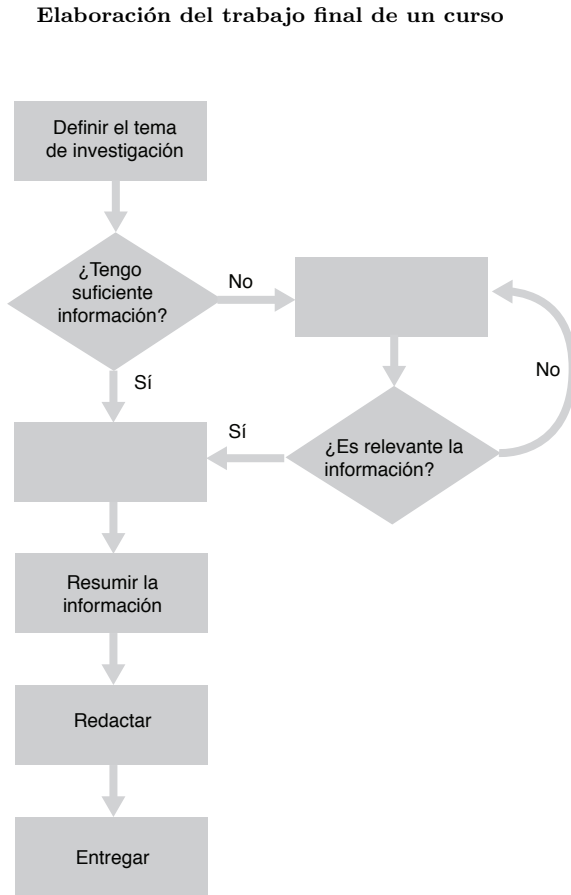 Elaboración del trabajo final de un curso
Definir el tema
de investigación
¿Tengo
suficiente
información?
No
Sí
No
Sí
¿Es relevante la
información?
Resumir la
información
Redactar
Entregar